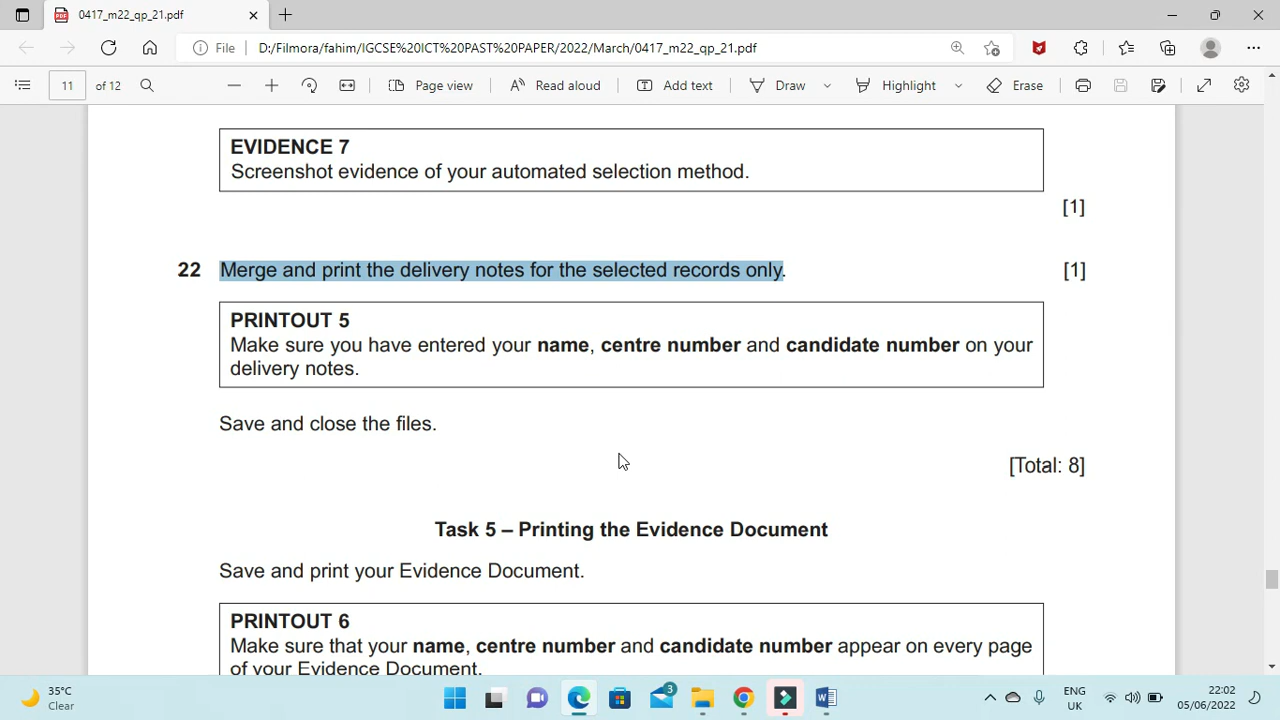 0417_m22_qp_21.pdf
File
D:/Filmora/fahim/IGCSE%20ICT%20PAST%20PAPER/2022/March/0417_m22_qp_21.pdf
11 of 12
Page view
Read aloud
Add text
Draw
Highlight
Erase
EVIDENCE 7
Screenshot evidence of your automated selection method.
[1]
22 Merge and print the delivery notes for the selected records only. [1]
PRINTOUT 5
Make sure you have entered your name, centre number and candidate number on your
delivery notes.
Save and close the files.
[Total: 8]
Task 5 – Printing the Evidence Document
Save and print your Evidence Document.
PRINTOUT 6
Make sure that your name, centre number and candidate number appear on every page
of your Evidence Document.
35°C
Clear
3
ENG
UK
22:02
05/06/2022